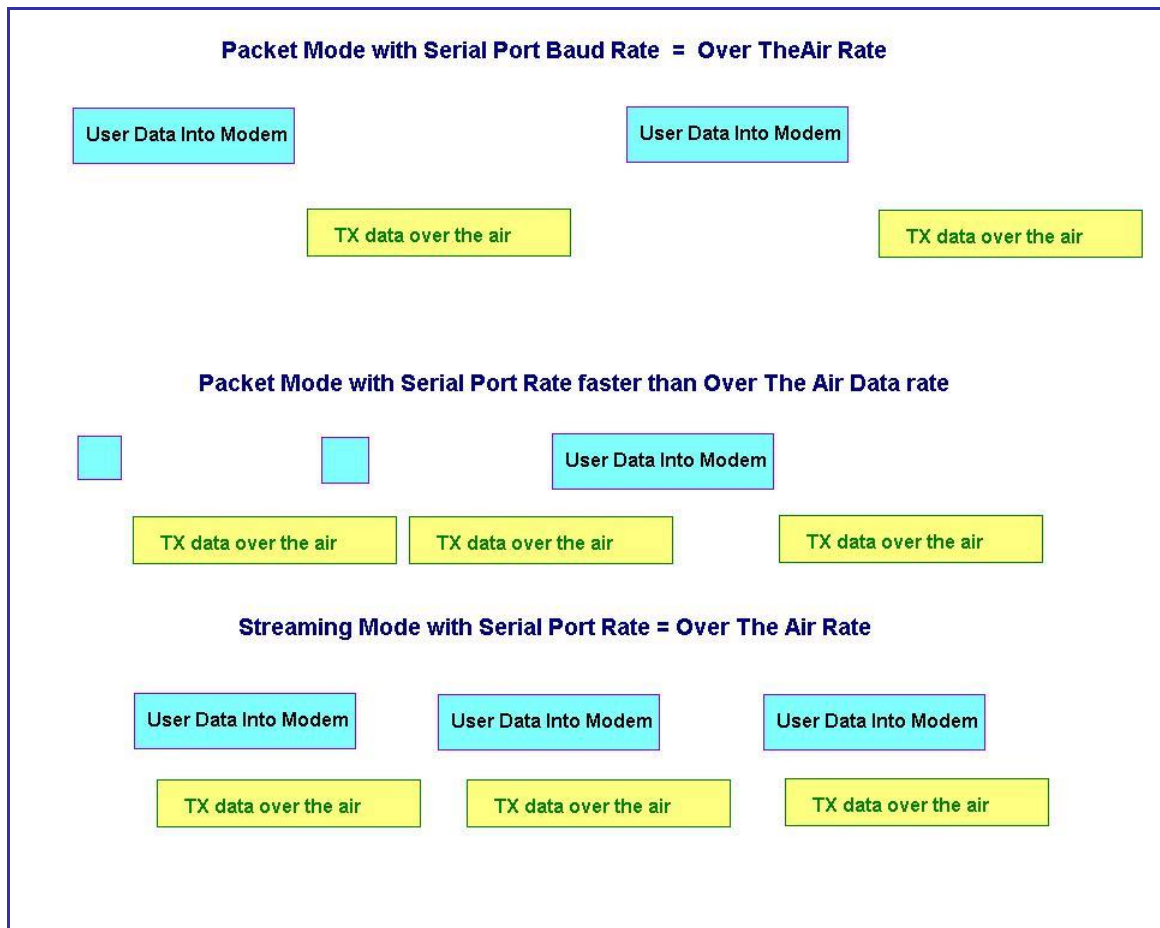 Packet Mode with Serial Port Baud Rate = Over TheAir Rate
User Data Into Modem
User Data Into Modem
TX data over the air
TX data over the air
Packet Mode with Serial Port Rate faster than Over The Air Data rate
User Data Into Modem
TX data over the air
TX data over the air
TX data over the air
Streaming Mode with Serial Port Rate = Over The Air Rate
User Data Into Modem
User Data Into Modem
User Data Into Modem
TX data over the air
TX data over the air
TX data over the air